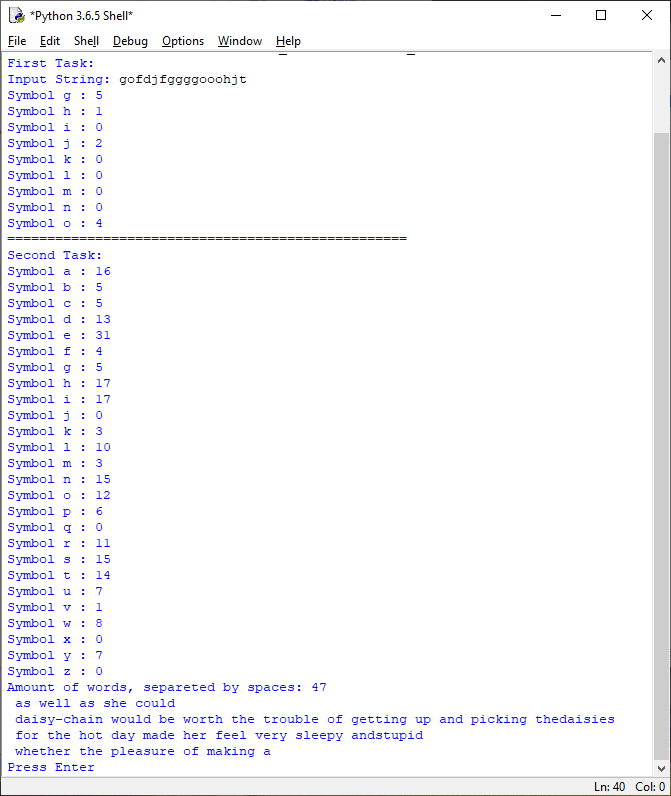 *Python 3.6.5 Shell*
File Edit Shell Debug Options Window Help
First Task:
Input String: gofdjfggggooohjt
Symbol g : 5
Symbol h : 1
Symbol i : 0
Symbol j : 2
Symbol k : 0
Symbol l : 0
Symbol m : 0
Symbol n : 0
Symbol o : 4
==================================================
Second Task:
Symbol a : 16
Symbol b : 5
Symbol c : 5
Symbol d : 13
Symbol e : 31
Symbol f : 4
Symbol g : 5
Symbol h : 17
Symbol i : 17
Symbol j : 0
Symbol k : 3
Symbol l : 10
Symbol m : 3
Symbol n : 15
Symbol o : 12
Symbol p : 6
Symbol q : 0
Symbol r : 11
Symbol s : 15
Symbol t : 14
Symbol u : 7
Symbol v : 1
Symbol w : 8
Symbol x : 0
Symbol y : 7
Symbol z : 0
Amount of words, separeted by spaces: 47
as well as she could
daisy-chain would be worth the trouble of getting up and picking thedaisies
for the hot day made her feel very sleepy andstupid
whether the pleasure of making a
Press Enter
Ln: 40 Col: 0